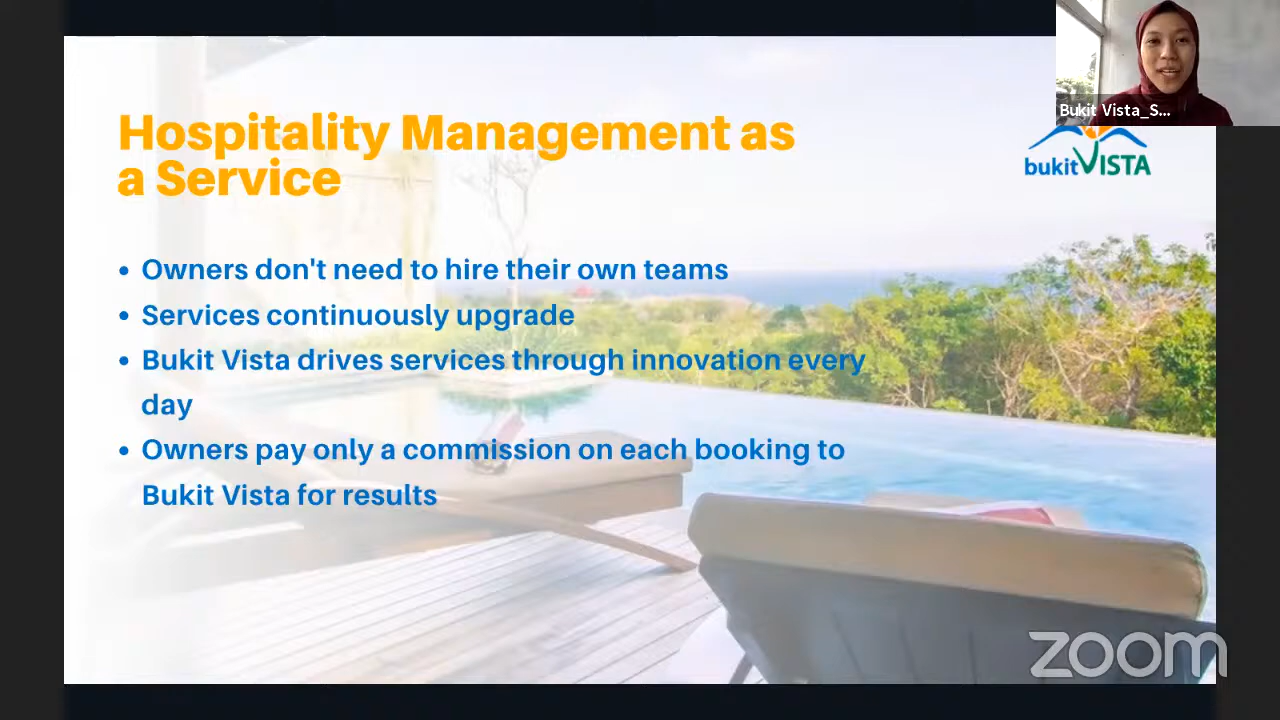 Bukit Vista_S...
bukitVISTA
Hospitality Management as
a Service
• Owners don't need to hire their own teams
• Services continuously upgrade
• Bukit Vista drives services through innovation every
day
• Owners pay only a commission on each booking to
Bukit Vista for results
zoom